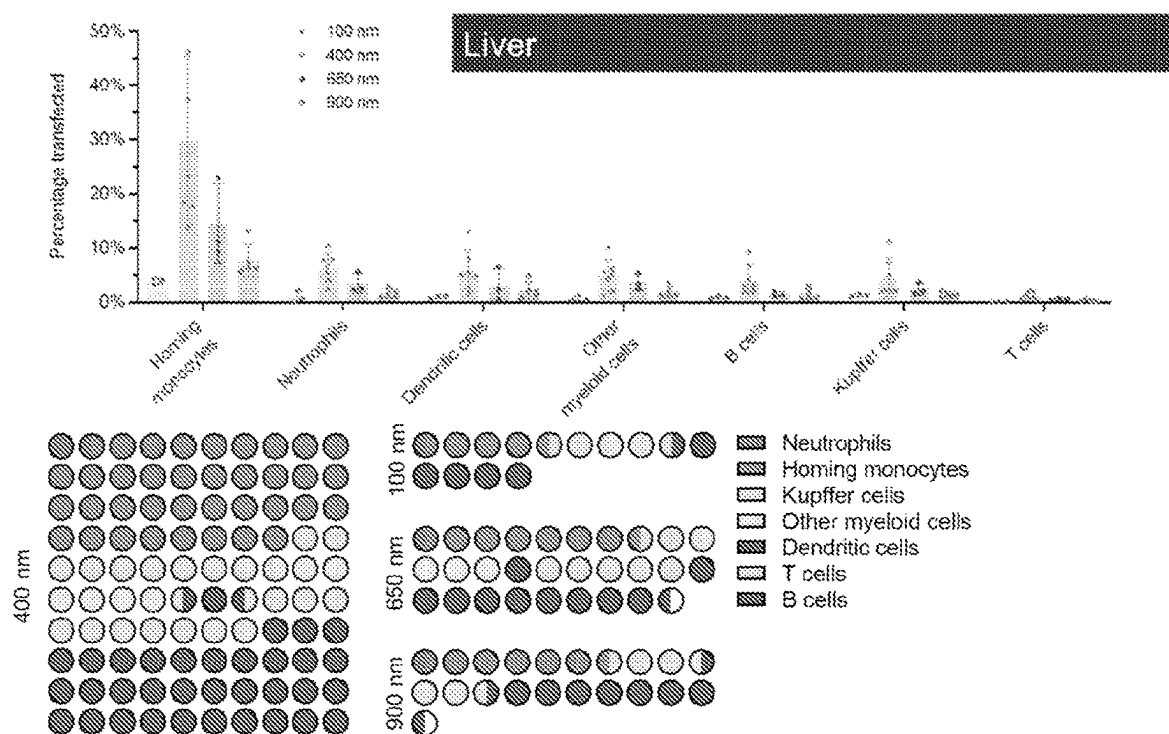 50%
40%
30%
20%
10%
0%
Percentage transfected
100 nm
400 nm
650 nm
900 nm
Liver
Homing
monocytes
Neutrophils
Dendritic cells
Other
myeloid cells
B cells
Kupffer cells
T cells
400 nm
100 nm
650 nm
900 nm
Neutrophils
Homing monocytes
Kupffer cells
Other myeloid cells
Dendritic cells
T cells
B cells